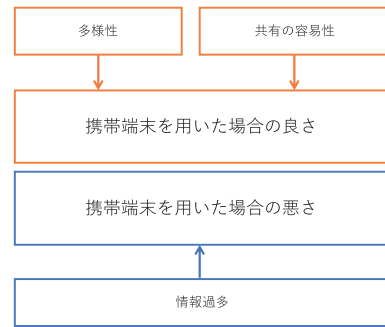 多様性
共有の容易性
携帯端末を用いた場合の良さ
携帯端末を用いた場合の悪さ
情報過多